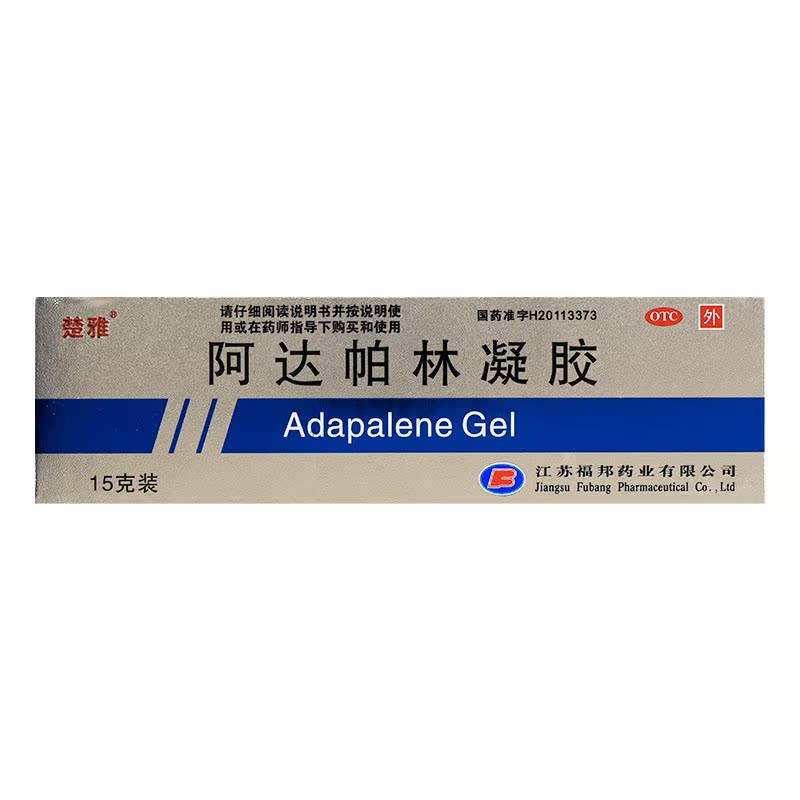 楚雅®
请仔细阅读说明书并按说明使
用或在药师指导下购买和使用
国药准字H20113373
OTC
外
阿达帕林凝胶
Adapalene Gel
15克装
江苏福邦药业有限公司
Jiangsu Fubang Pharmaceutical Co.,Ltd